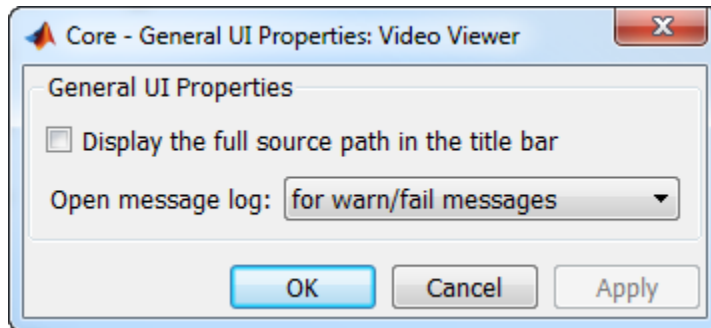 Core - General UI Properties: Video Viewer
General UI Properties
Display the full source path in the title bar
Open message log: for warn/fail messages
OK Cancel Apply